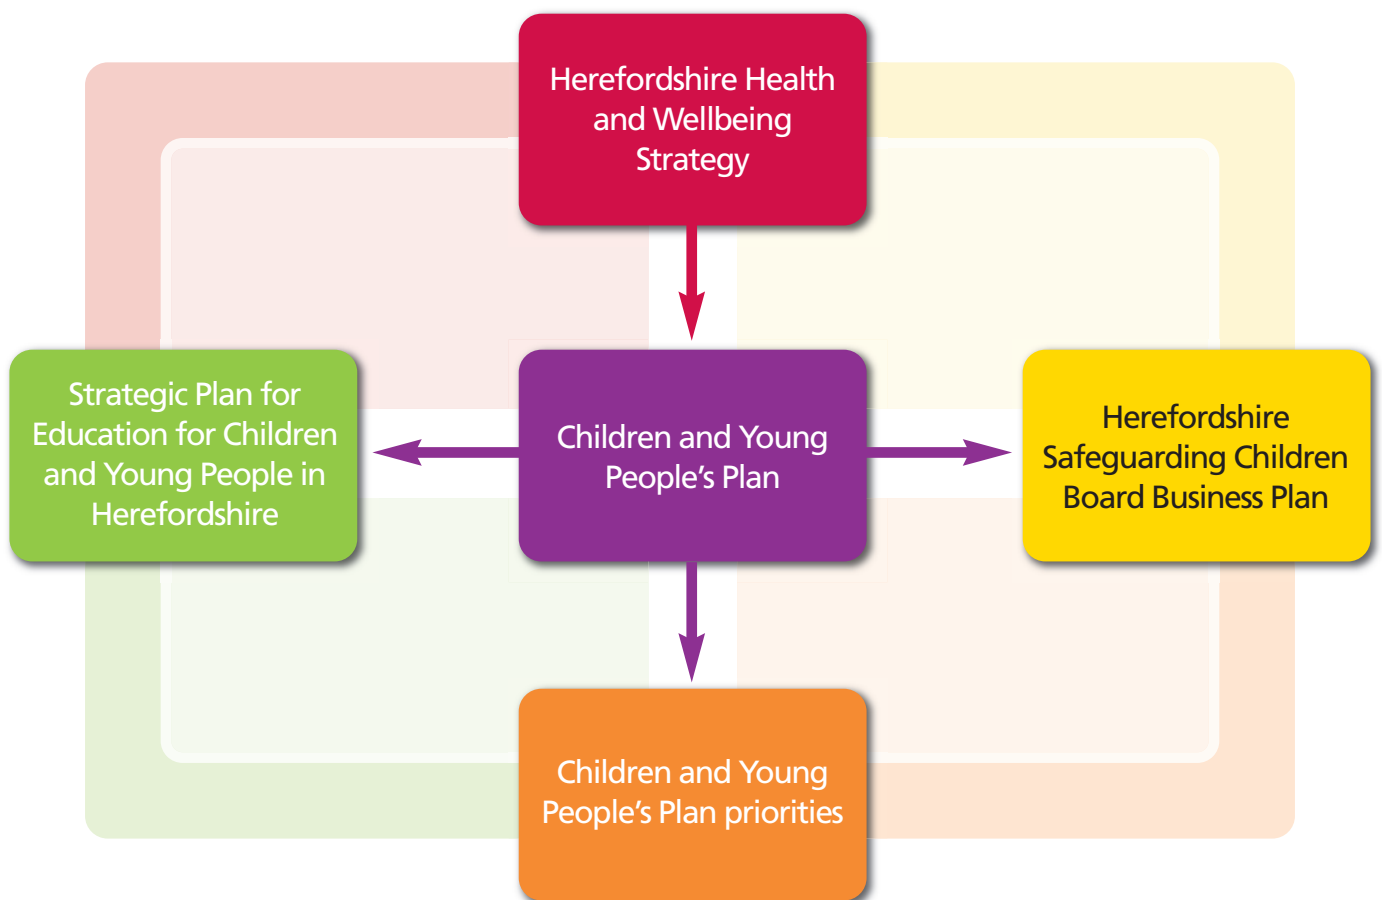 Herefordshire Health
and Wellbeing
Strategy
Strategic Plan for
Education for Children
and Young People in
Herefordshire
Children and Young
People’s Plan
Herefordshire
Safeguarding Children
Board Business Plan
Children and Young
People’s Plan priorities